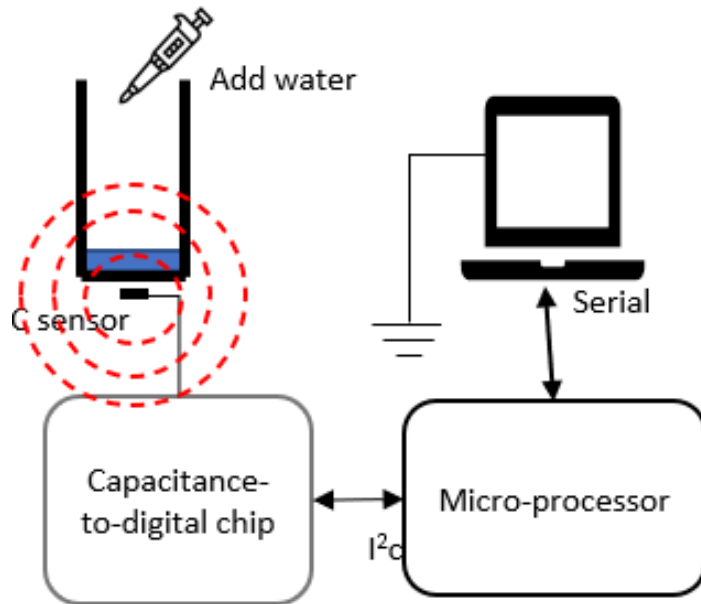 Add water
C sensor
Serial
Capacitance-
to-digital chip
Micro-processor
I²c